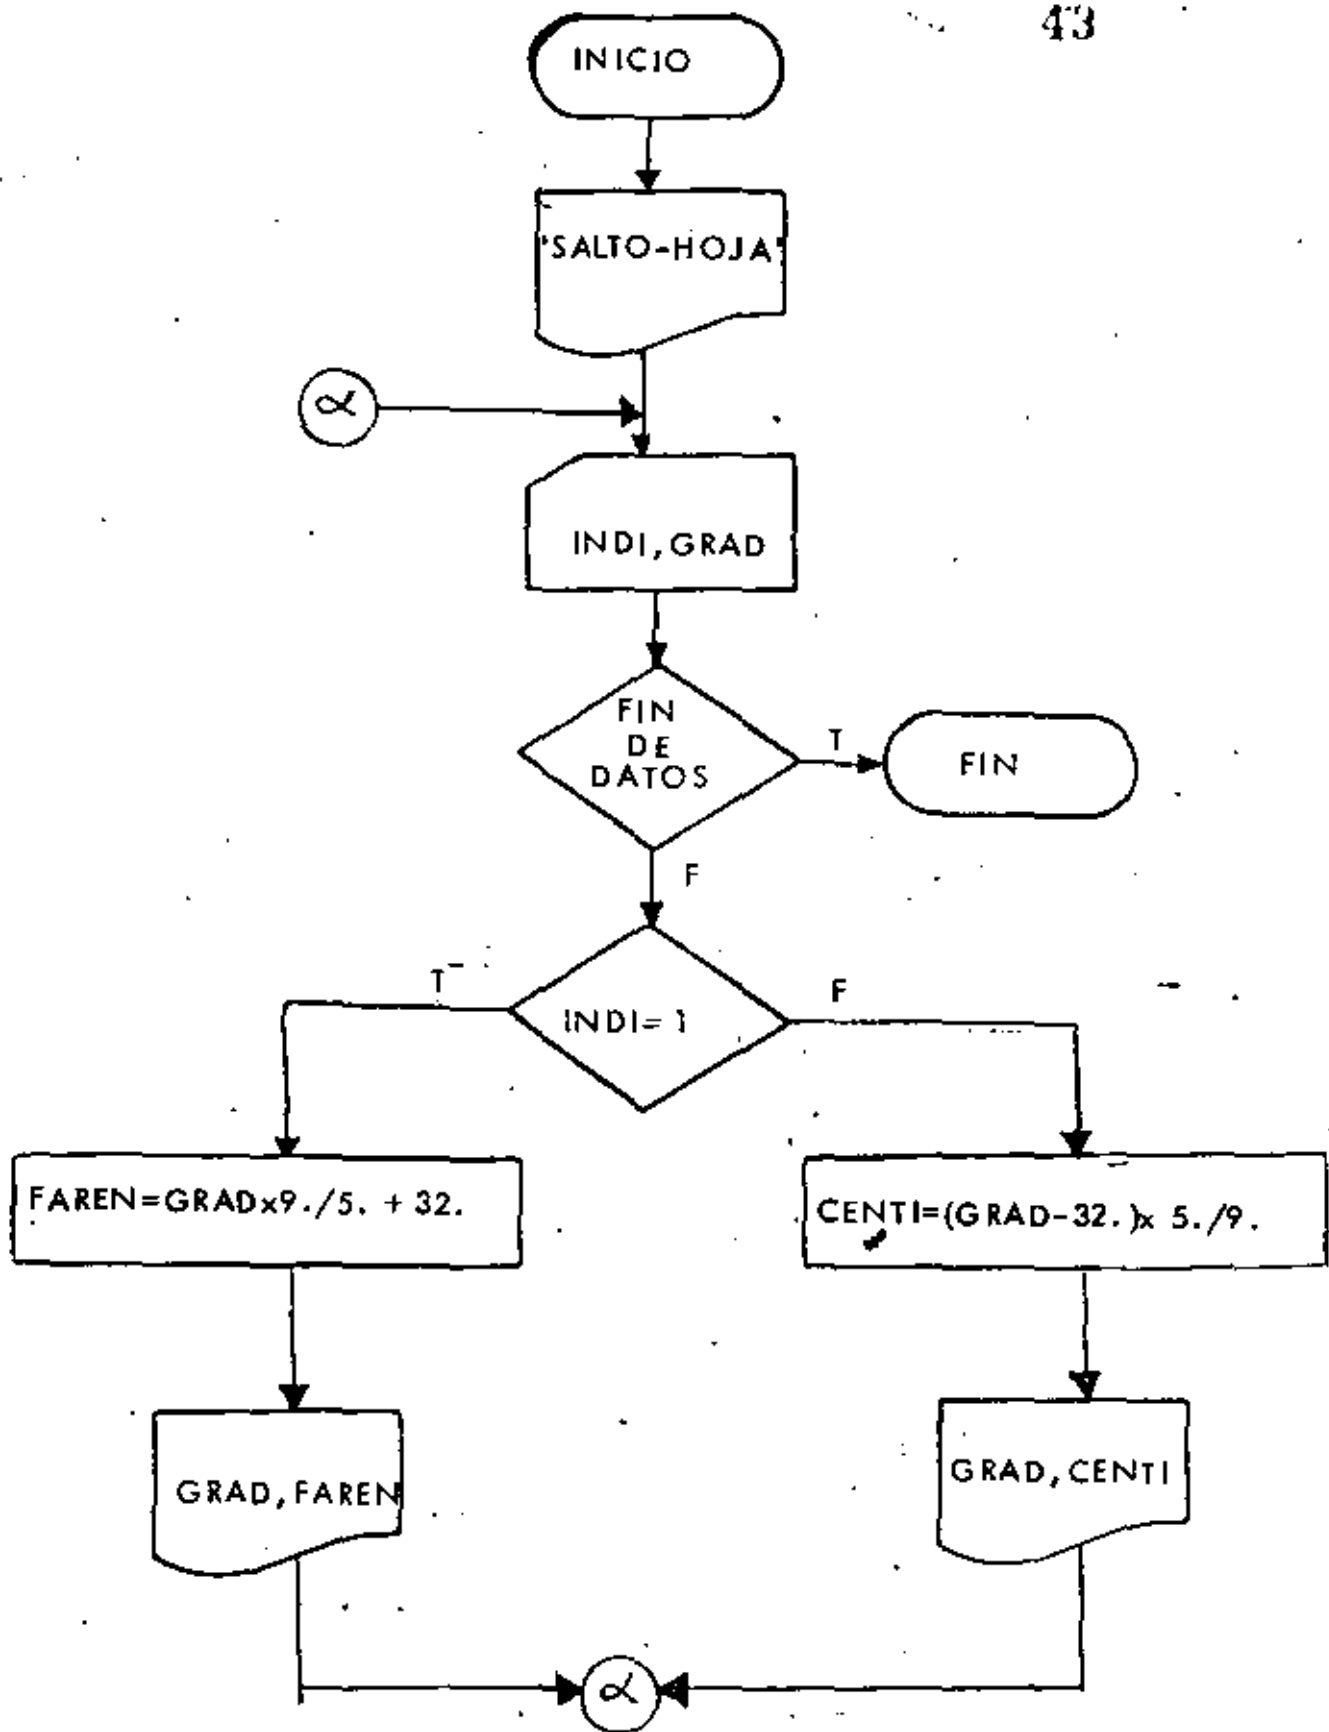 43
INICIO
'SALTO-HOJA'
α
INDI, GRAD
FIN
DE
DATOS
T
FIN
F
T
INDI= 1
F
FAREN=GRADx9./5. + 32.
CENTI=(GRAD-32.)x 5./9.
GRAD, FAREN
GRAD, CENTI
α